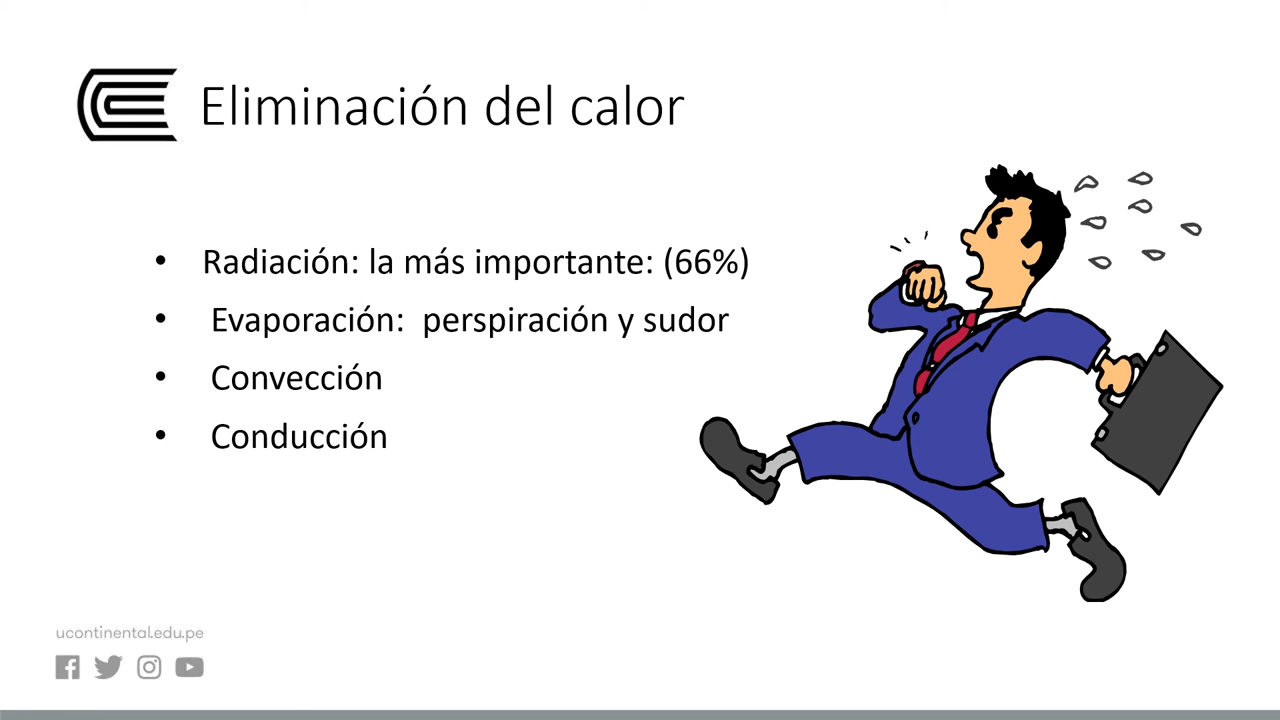 Eliminación del calor
• Radiación: la más importante: (66%)
• Evaporación: perspiración y sudor
• Convección
• Conducción
ucontinental.edu.pe